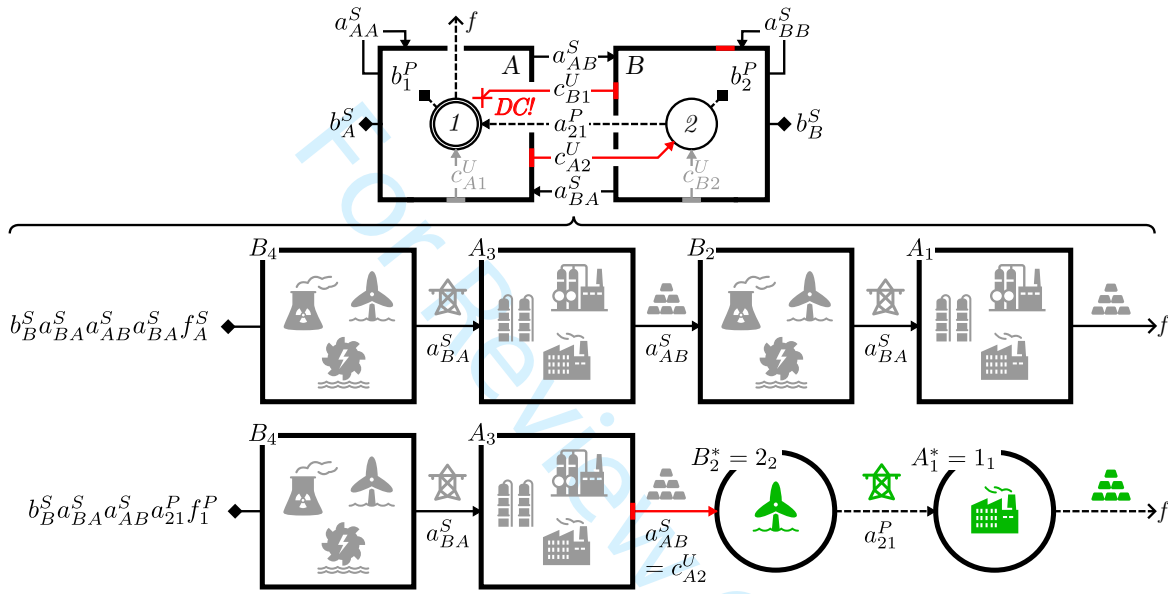 a^S_{AA} f a^S_{BB}
A a^S_{AB} B
b^P_1 c^U_{B1} b^P_2
DC!
b^S_A 1 a^P_{21} 2 b^S_B
c^U_{A1} c^U_{A2} c^U_{B2}
a^S_{BA}
B_4 A_3 B_2 A_1
b^S_B a^S_{BA} a^S_{AB} a^S_{BA} f^S_A f
a^S_{BA} a^S_{AB} a^S_{BA}
B_4 A_3 B^*_2 = 2_2 A^*_1 = 1_1
b^S_B a^S_{BA} a^S_{AB} a^P_{21} f^P_1 f
a^S_{BA} a^S_{AB} a^P_{21}
= c^U_{A2}
For Review